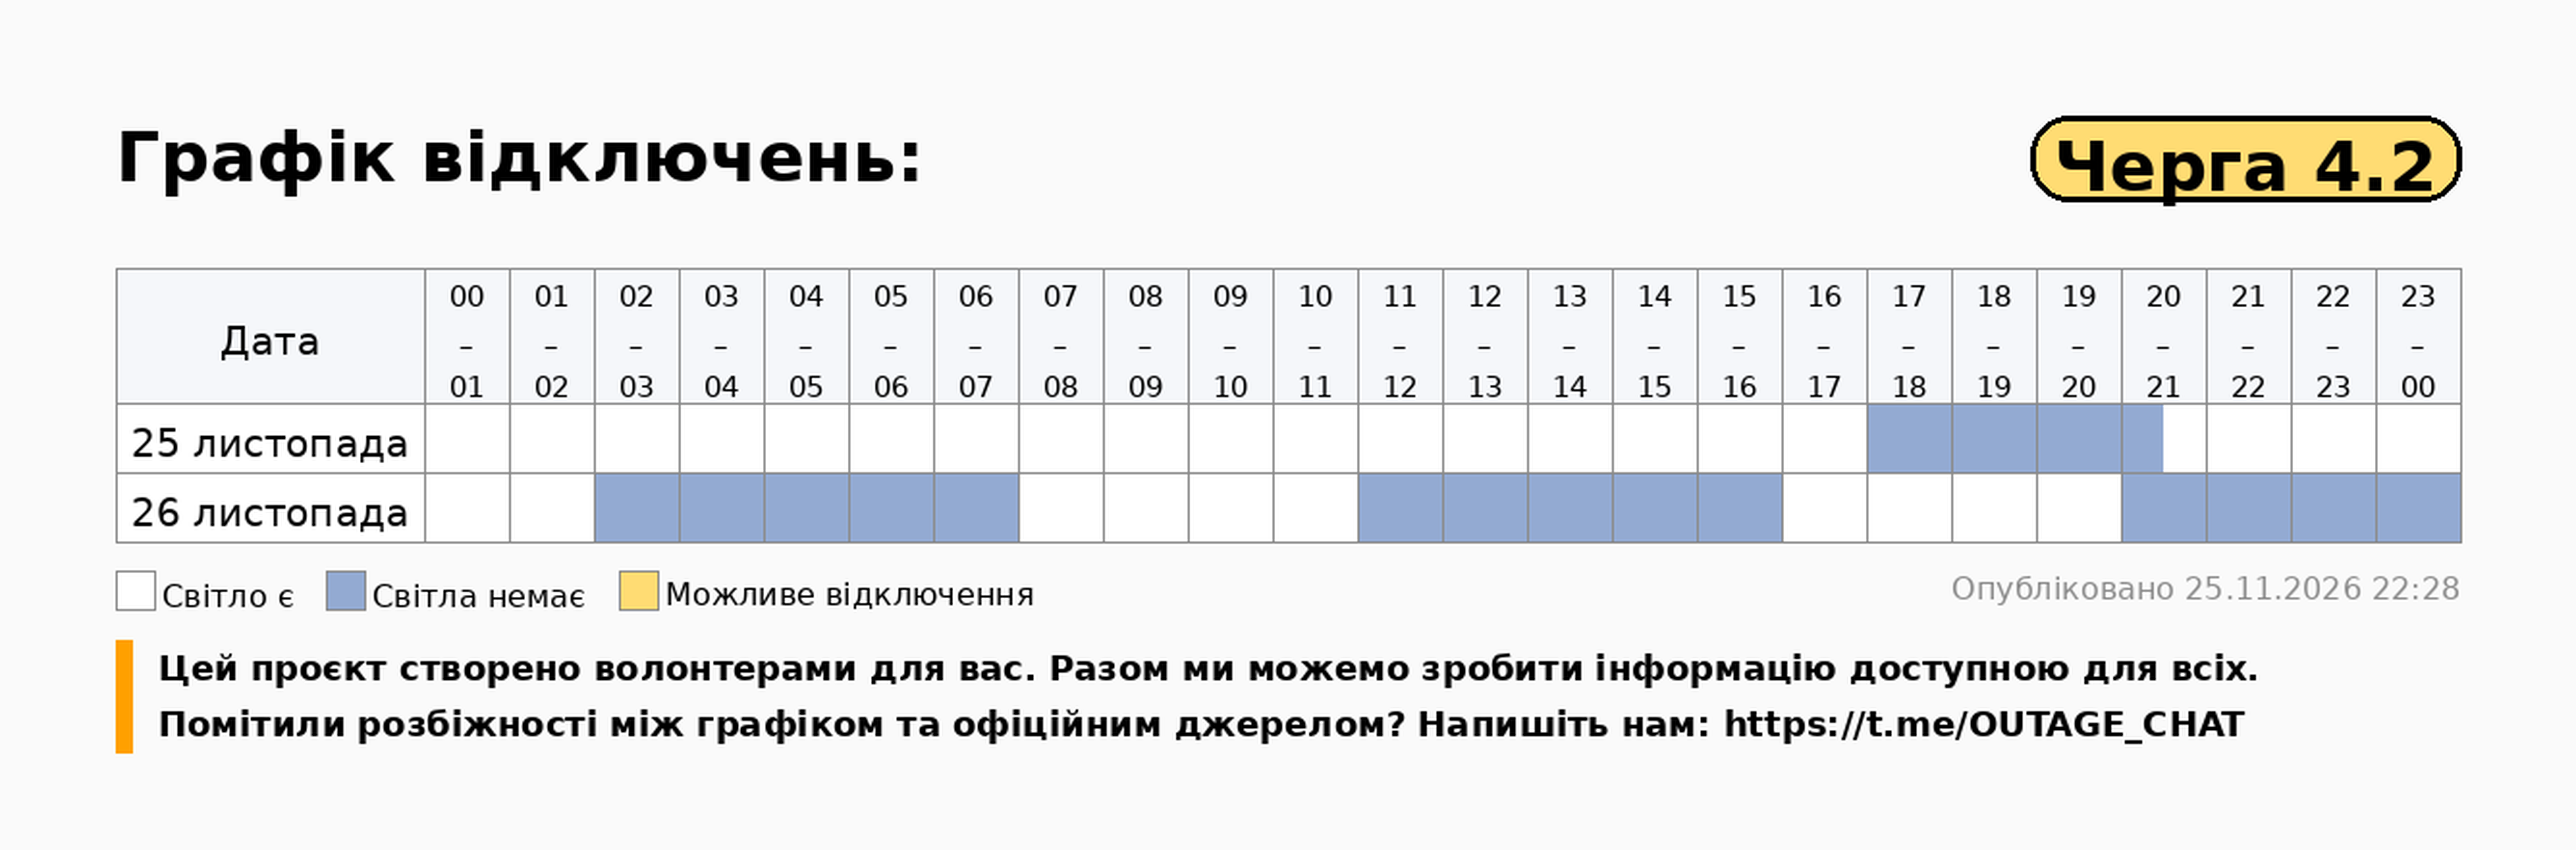 Графік відключень:
Черга 4.2
Дата
00 – 01
01 – 02
02 – 03
03 – 04
04 – 05
05 – 06
06 – 07
07 – 08
08 – 09
09 – 10
10 – 11
11 – 12
12 – 13
13 – 14
14 – 15
15 – 16
16 – 17
17 – 18
18 – 19
19 – 20
20 – 21
21 – 22
22 – 23
23 – 00
25 листопада
26 листопада
Світло є
Світла немає
Можливе відключення
Опубліковано 25.11.2026 22:28
Цей проєкт створено волонтерами для вас. Разом ми можемо зробити інформацію доступною для всіх.
Помітили розбіжності між графіком та офіційним джерелом? Напишіть нам: https://t.me/OUTAGE_CHAT